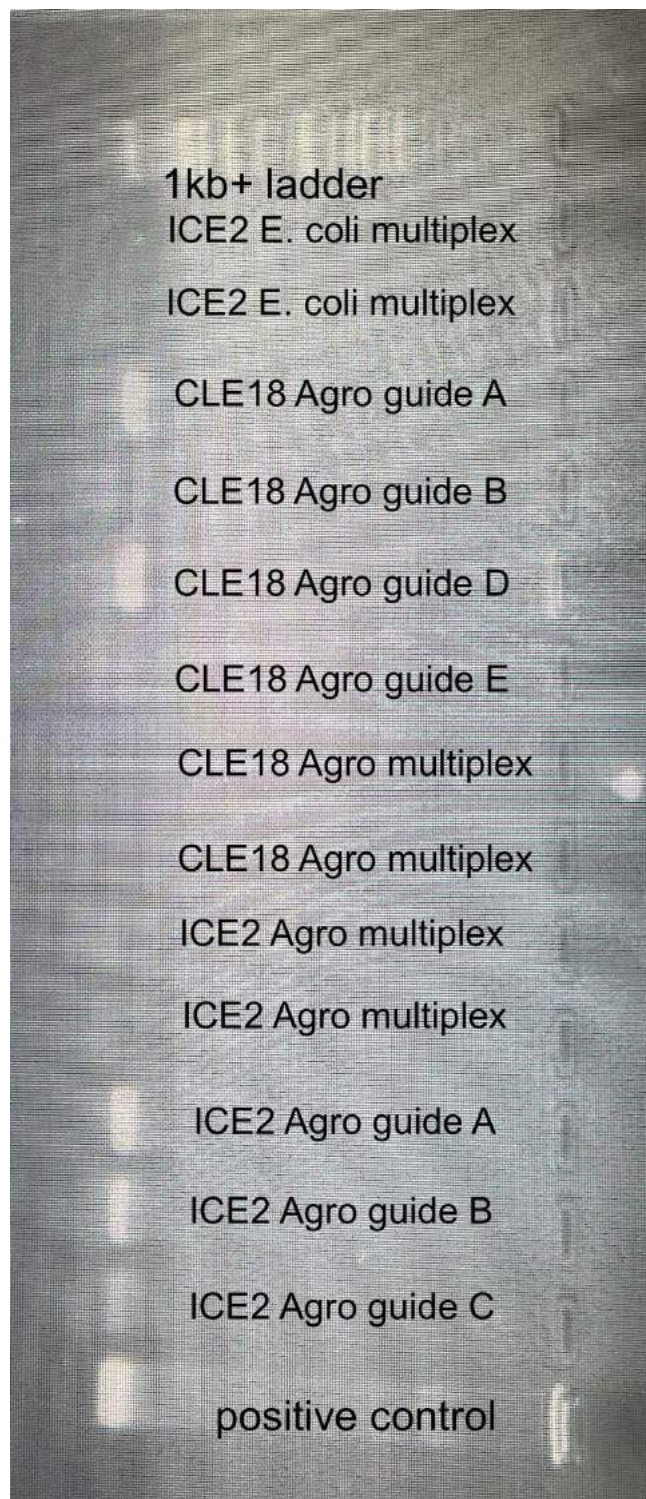 1kb+ ladder
ICE2 E. coli multiplex
ICE2 E. coli multiplex
CLE18 Agro guide A
CLE18 Agro guide B
CLE18 Agro guide D
CLE18 Agro guide E
CLE18 Agro multiplex
CLE18 Agro multiplex
ICE2 Agro multiplex
ICE2 Agro multiplex
ICE2 Agro guide A
ICE2 Agro guide B
ICE2 Agro guide C
positive control